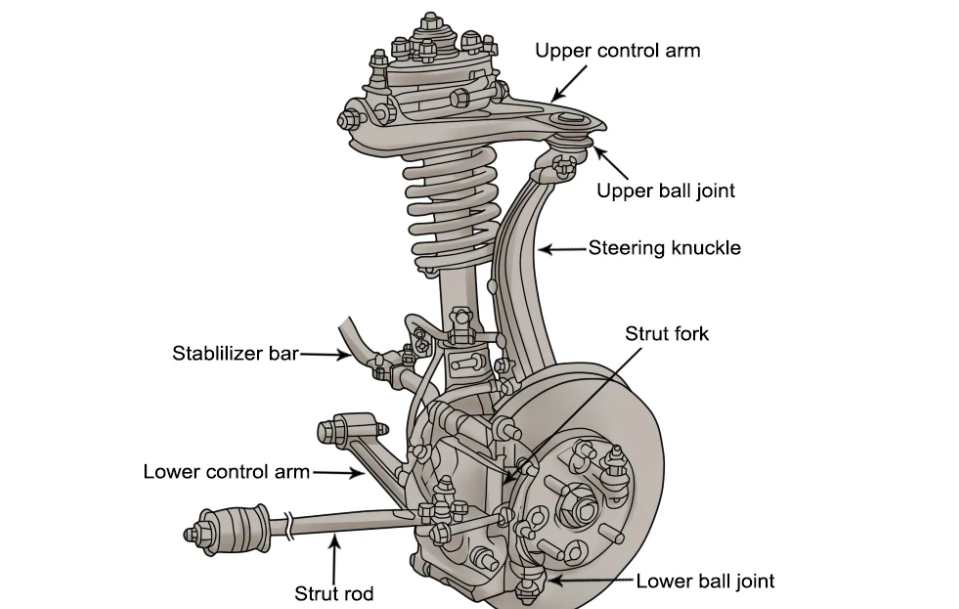 Upper control arm
Upper ball joint
Steering knuckle
Strut fork
Stablilizer bar
Lower control arm
Strut rod
Lower ball joint